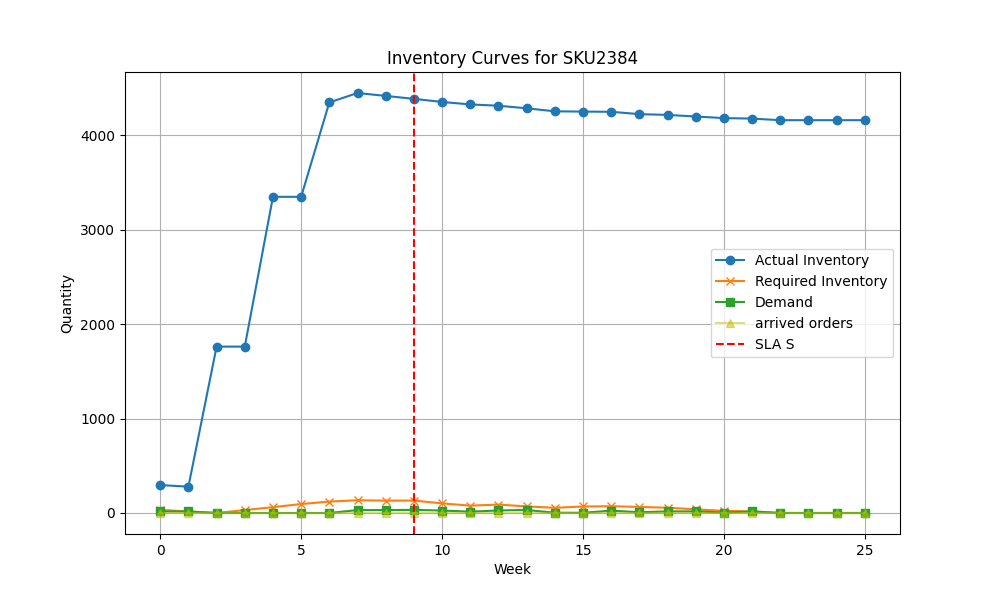 Inventory Curves for SKU2384
Quantity
4000
3000
2000
1000
0
Actual Inventory
Required Inventory
Demand
arrived orders
SLA S
0 5 10 15 20 25
Week